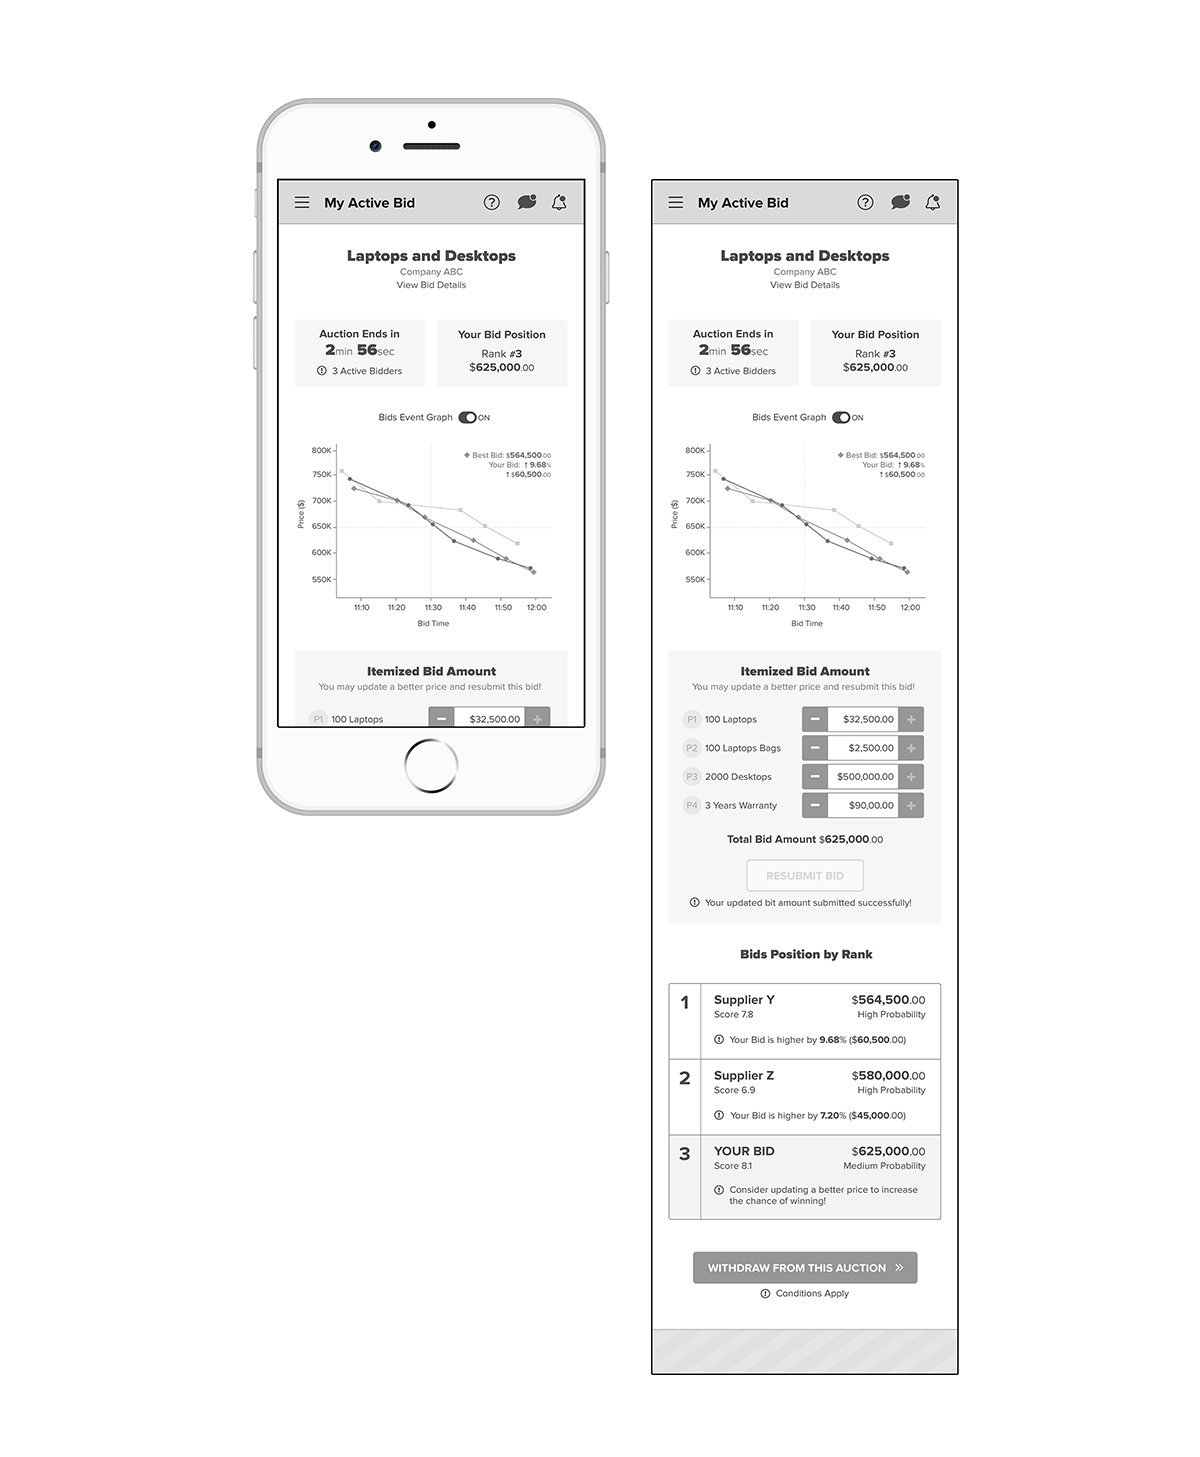 My Active Bid
Laptops and Desktops
Company ABC
View Bid Details
Auction Ends in
2min 56sec
3 Active Bidders
Your Bid Position
Rank #3
$625,000.00
Bids Event Graph ON
Best Bid: $564,500.00
Your Bid: ↑ 9.68%
↑ $60,500.00
800K
750K
700K
650K
600K
550K
Price ($)
11:10 11:20 11:30 11:40 11:50 12:00
Bid Time
Itemized Bid Amount
You may update a better price and resubmit this bid!
P1 100 Laptops − $32,500.00 +
My Active Bid
Laptops and Desktops
Company ABC
View Bid Details
Auction Ends in
2min 56sec
3 Active Bidders
Your Bid Position
Rank #3
$625,000.00
Bids Event Graph ON
Best Bid: $564,500.00
Your Bid: ↑ 9.68%
↑ $60,500.00
800K
750K
700K
650K
600K
550K
Price ($)
11:10 11:20 11:30 11:40 11:50 12:00
Bid Time
Itemized Bid Amount
You may update a better price and resubmit this bid!
P1 100 Laptops − $32,500.00 +
P2 100 Laptops Bags − $2,500.00 +
P3 2000 Desktops − $500,000.00 +
P4 3 Years Warranty − $90,00.00 +
Total Bid Amount $625,000.00
RESUBMIT BID
Your updated bit amount submitted successfully!
Bids Position by Rank
1 Supplier Y $564,500.00
Score 7.8 High Probability
Your Bid is higher by 9.68% ($60,500.00)
2 Supplier Z $580,000.00
Score 6.9 High Probability
Your Bid is higher by 7.20% ($45,000.00)
3 YOUR BID $625,000.00
Score 8.1 Medium Probability
Consider updating a better price to increase
the chance of winning!
WITHDRAW FROM THIS AUCTION »
Conditions Apply